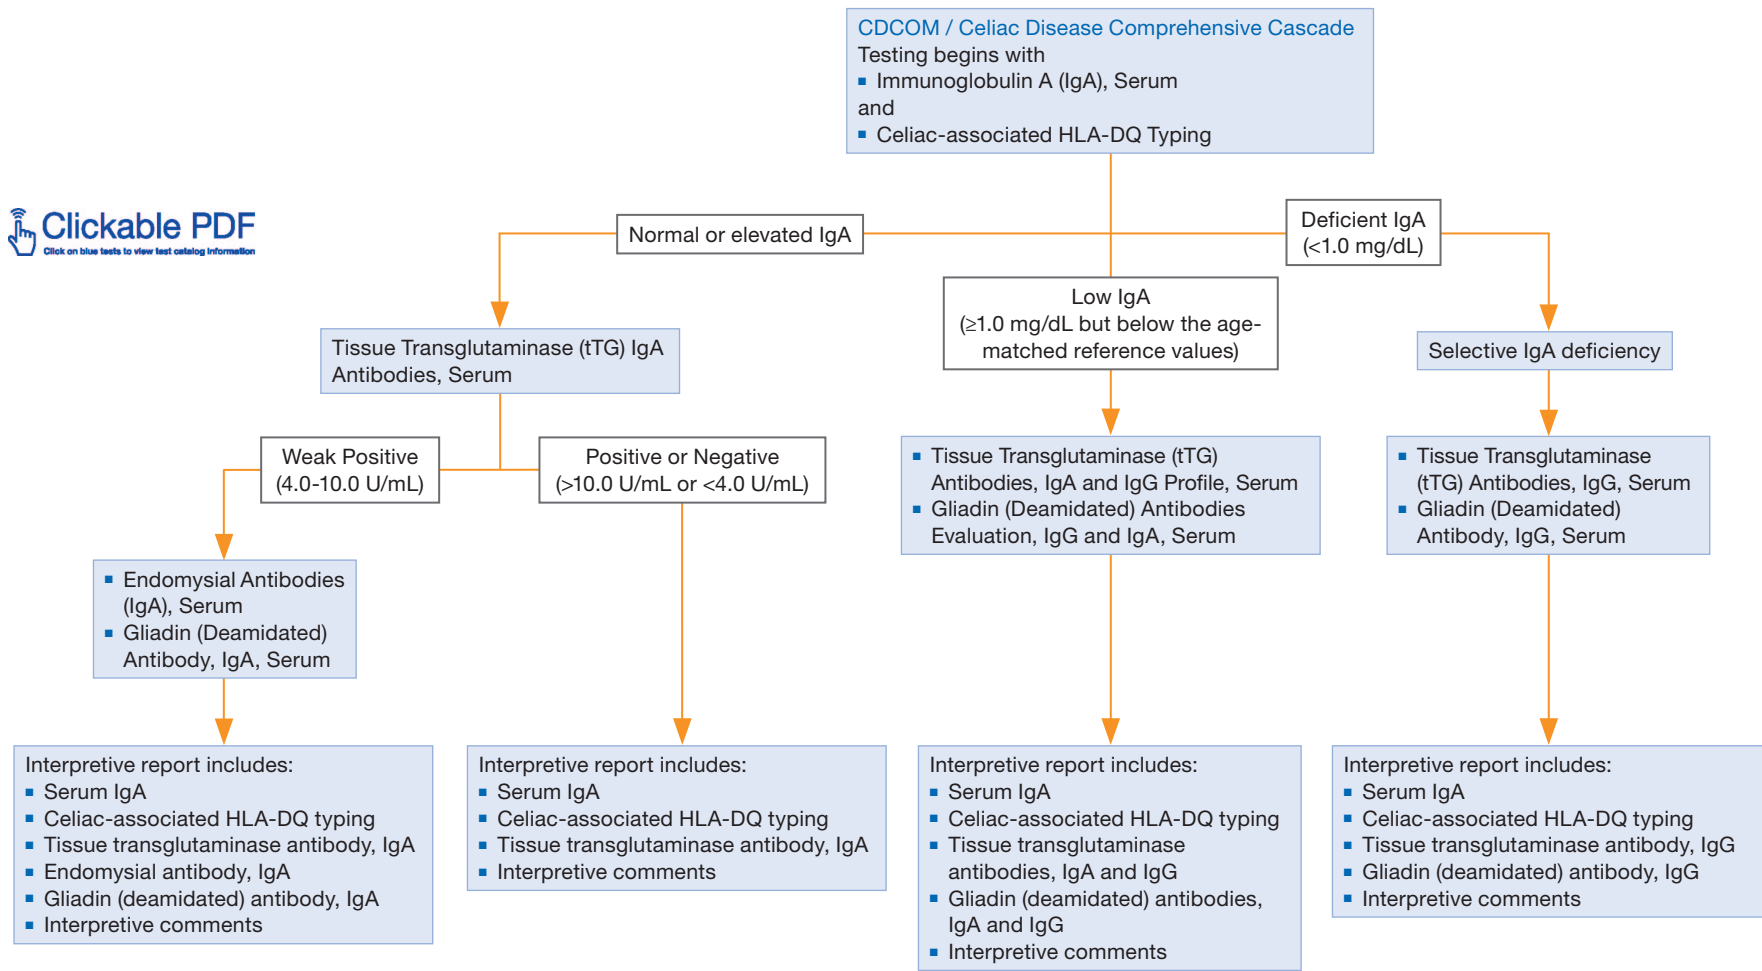 CDCOM / Celiac Disease Comprehensive Cascade
Testing begins with
▪ Immunoglobulin A (IgA), Serum
and
▪ Celiac-associated HLA-DQ Typing
Clickable PDF
Click on blue tests to view test catalog information
Normal or elevated IgA
Deficient IgA
(<1.0 mg/dL)
Low IgA
(≥1.0 mg/dL but below the age-
matched reference values)
Tissue Transglutaminase (tTG) IgA
Antibodies, Serum
Selective IgA deficiency
Weak Positive
(4.0-10.0 U/mL)
Positive or Negative
(>10.0 U/mL or <4.0 U/mL)
▪ Tissue Transglutaminase (tTG)
Antibodies, IgA and IgG Profile, Serum
▪ Gliadin (Deamidated) Antibodies
Evaluation, IgG and IgA, Serum
▪ Tissue Transglutaminase
(tTG) Antibodies, IgG, Serum
▪ Gliadin (Deamidated)
Antibody, IgG, Serum
▪ Endomysial Antibodies
(IgA), Serum
▪ Gliadin (Deamidated)
Antibody, IgA, Serum
Interpretive report includes:
▪ Serum IgA
▪ Celiac-associated HLA-DQ typing
▪ Tissue transglutaminase antibody, IgA
▪ Endomysial antibody, IgA
▪ Gliadin (deamidated) antibody, IgA
▪ Interpretive comments
Interpretive report includes:
▪ Serum IgA
▪ Celiac-associated HLA-DQ typing
▪ Tissue transglutaminase antibody, IgA
▪ Interpretive comments
Interpretive report includes:
▪ Serum IgA
▪ Celiac-associated HLA-DQ typing
▪ Tissue transglutaminase
antibodies, IgA and IgG
▪ Gliadin (deamidated) antibodies,
IgA and IgG
▪ Interpretive comments
Interpretive report includes:
▪ Serum IgA
▪ Celiac-associated HLA-DQ typing
▪ Tissue transglutaminase antibody, IgG
▪ Gliadin (deamidated) antibody, IgG
▪ Interpretive comments